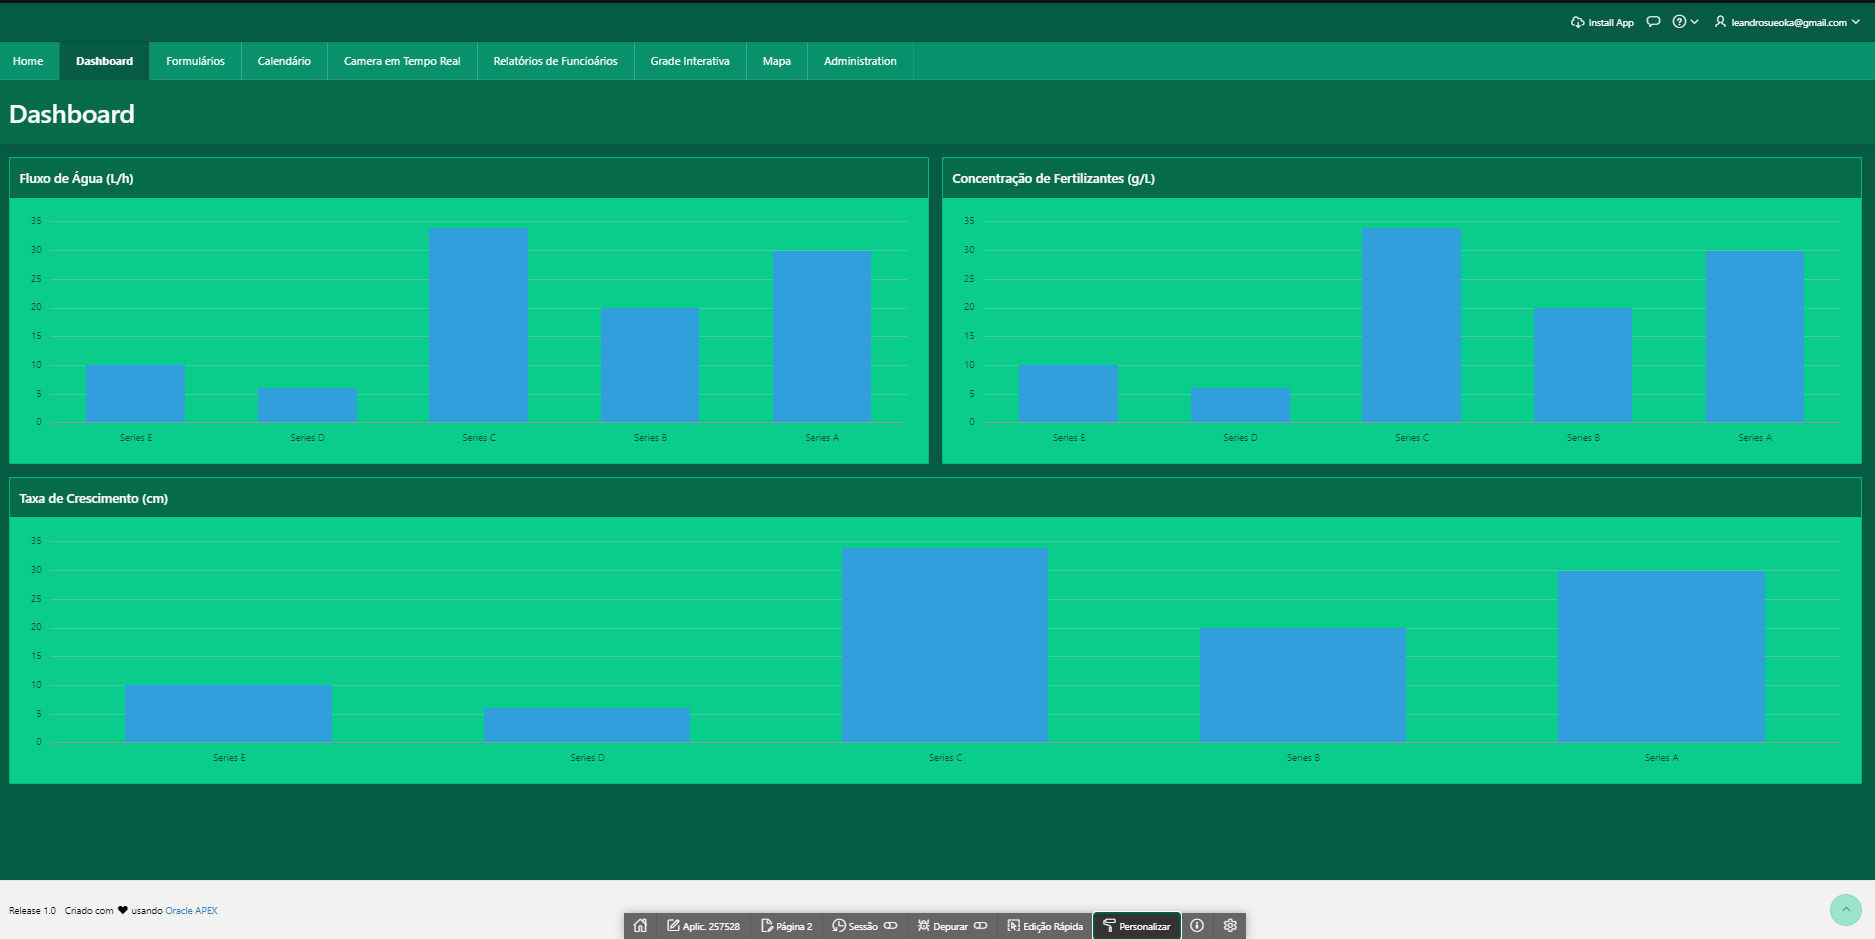 Install App
leandrosueoka@gmail.com
Home
Dashboard
Formulários
Calendário
Camera em Tempo Real
Relatórios de Funcioários
Grade Interativa
Mapa
Administration
Dashboard
Fluxo de Água (L/h)
35
30
25
20
15
10
5
0
Series E
Series D
Series C
Series B
Series A
Concentração de Fertilizantes (g/L)
35
30
25
20
15
10
5
0
Series E
Series D
Series C
Series B
Series A
Taxa de Crescimento (cm)
35
30
25
20
15
10
5
0
Series E
Series D
Series C
Series B
Series A
Release 1.0 Criado com ♥ usando Oracle APEX
Aplic. 257528
Página 2
Sessão
Depurar
Edição Rápida
Personalizar